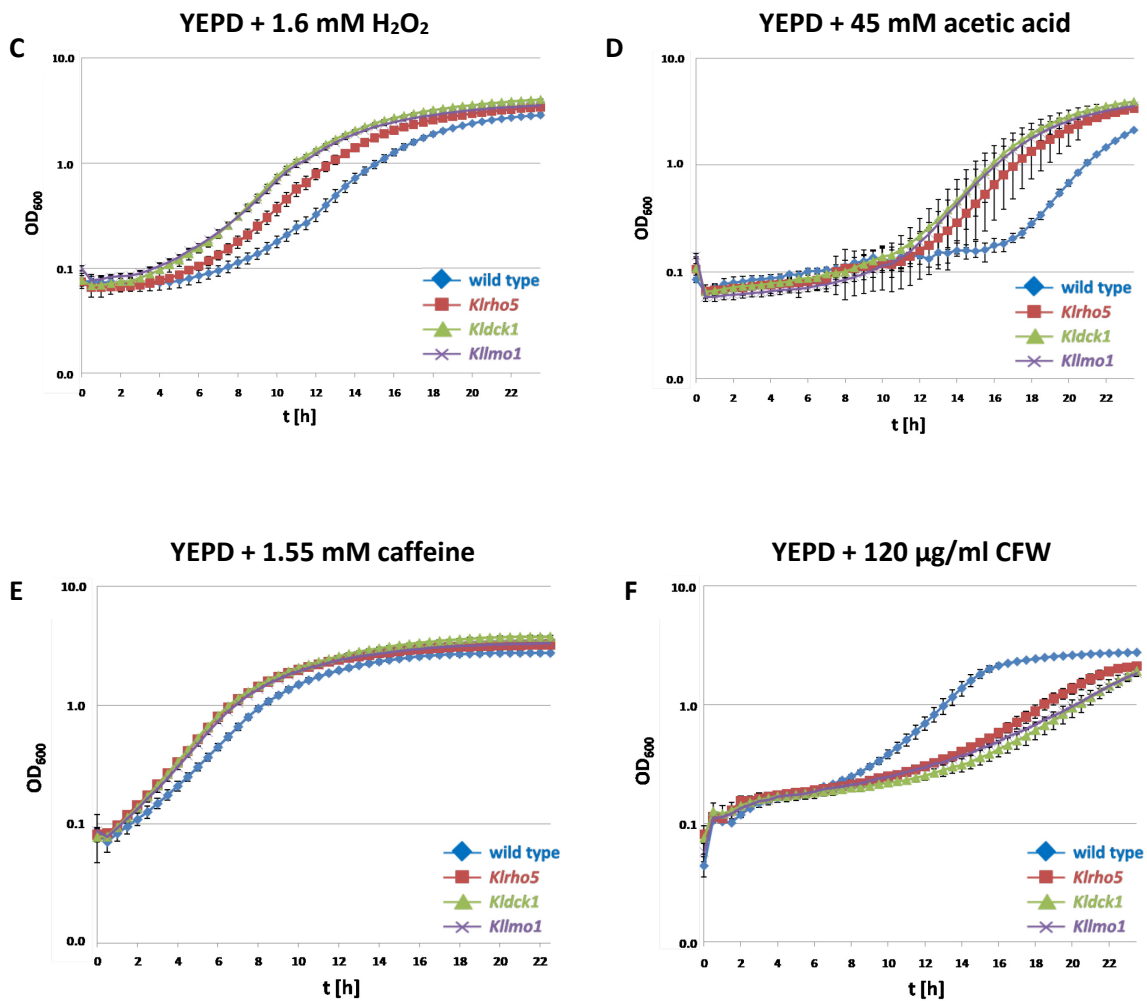 YEPD + 1.6 mM H₂O₂
C
10.0
1.0
0.1
0.0
OD₆₀₀
0 2 4 6 8 10 12 14 16 18 20 22
t [h]
wild type
Klrho5
Kldck1
Kllmo1
YEPD + 45 mM acetic acid
D
10.0
1.0
0.1
0.0
OD₆₀₀
0 2 4 6 8 10 12 14 16 18 20 22
t [h]
wild type
Klrho5
Kldck1
Kllmo1
YEPD + 1.55 mM caffeine
E
10.0
1.0
0.1
0.0
OD₆₀₀
0 2 4 6 8 10 12 14 16 18 20 22
t [h]
wild type
Klrho5
Kldck1
Kllmo1
YEPD + 120 µg/ml CFW
F
10.0
1.0
0.1
0.0
OD₆₀₀
0 2 4 6 8 10 12 14 16 18 20 22
t [h]
wild type
Klrho5
Kldck1
Kllmo1